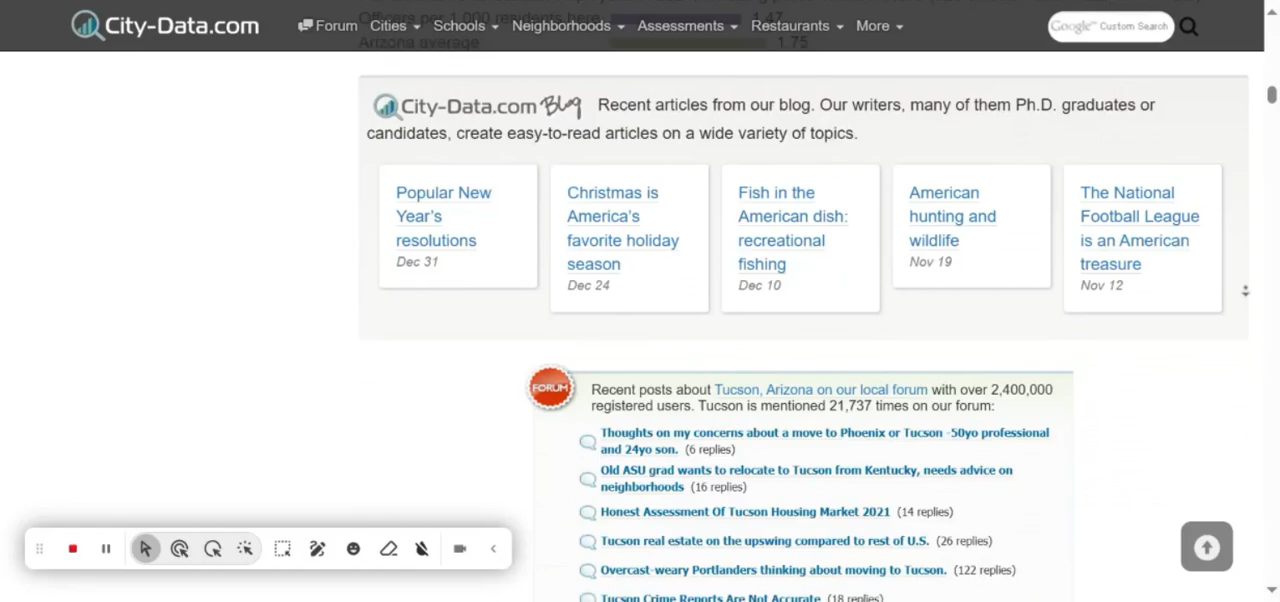 City-Data.com
Forum Cities Schools Neighborhoods Assessments Restaurants More
Google Custom Search
Officers per 1,000 residents here 1.47
Arizona average 1.75
City-Data.com Blog Recent articles from our blog. Our writers, many of them Ph.D. graduates or
candidates, create easy-to-read articles on a wide variety of topics.
Popular New
Year's
resolutions
Dec 31
Christmas is
America's
favorite holiday
season
Dec 24
Fish in the
American dish:
recreational
fishing
Dec 10
American
hunting and
wildlife
Nov 19
The National
Football League
is an American
treasure
Nov 12
FORUM
Recent posts about Tucson, Arizona on our local forum with over 2,400,000
registered users. Tucson is mentioned 21,737 times on our forum:
Thoughts on my concerns about a move to Phoenix or Tucson -50yo professional
and 24yo son. (6 replies)
Old ASU grad wants to relocate to Tucson from Kentucky, needs advice on
neighborhoods (16 replies)
Honest Assessment Of Tucson Housing Market 2021 (14 replies)
Tucson real estate on the upswing compared to rest of U.S. (26 replies)
Overcast-weary Portlanders thinking about moving to Tucson. (122 replies)
Tucson Crime Reports Are Not Accurate (18 replies)